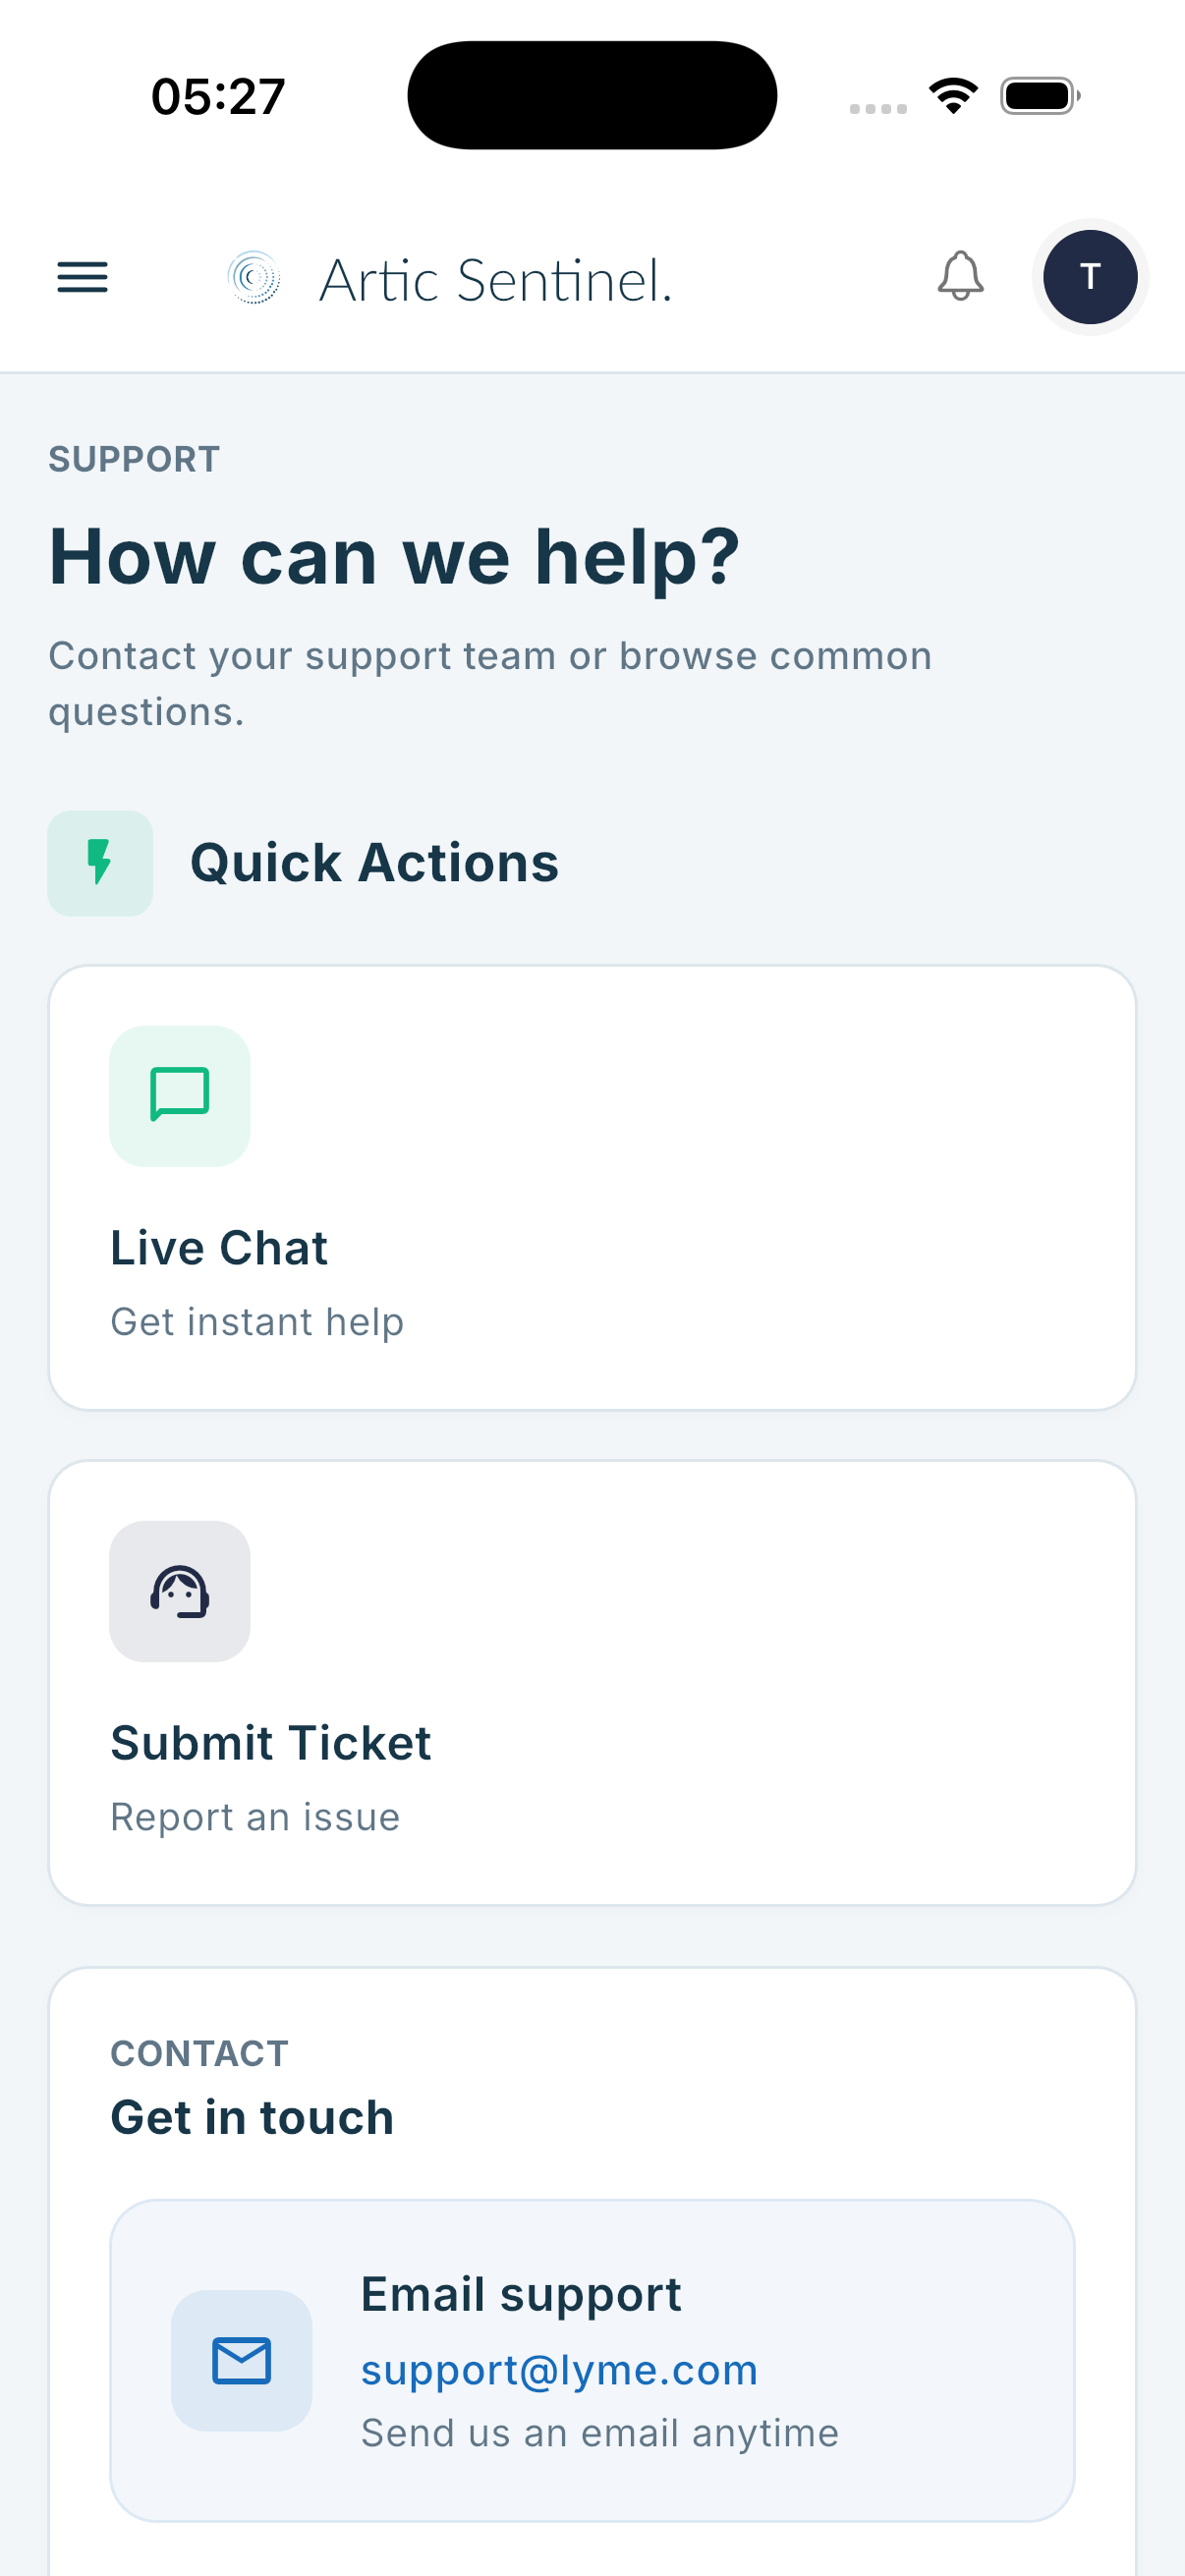 05:27
Artic Sentinel.
T
SUPPORT
How can we help?
Contact your support team or browse common
questions.
Quick Actions
Live Chat
Get instant help
Submit Ticket
Report an issue
CONTACT
Get in touch
Email support
support@lyme.com
Send us an email anytime